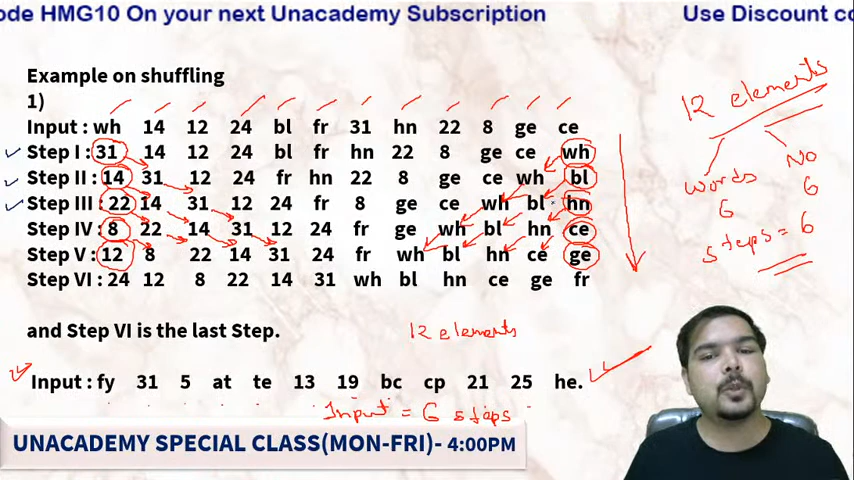 ode HMG10 On your next Unacademy Subscription Use Discount co
Example on shuffling
1)
Input : wh 14 12 24 bl fr 31 hn 22 8 ge ce
Step I : 31 14 12 24 bl fr hn 22 8 ge ce wh
Step II : 14 31 12 24 fr hn 22 8 ge ce wh bl
Step III : 22 14 31 12 24 fr 8 ge ce wh bl hn
Step IV : 8 22 14 31 12 24 fr ge wh bl hn ce
Step V : 12 8 22 14 31 24 fr wh bl hn ce ge
Step VI : 24 12 8 22 14 31 wh bl hn ce ge fr
and Step VI is the last Step.
12 elements
Input : fy 31 5 at te 13 19 bc cp 21 25 he.
Input = 6 steps
12 elements
words No
6 6
steps = 6
UNACADEMY SPECIAL CLASS(MON-FRI)- 4:00PM